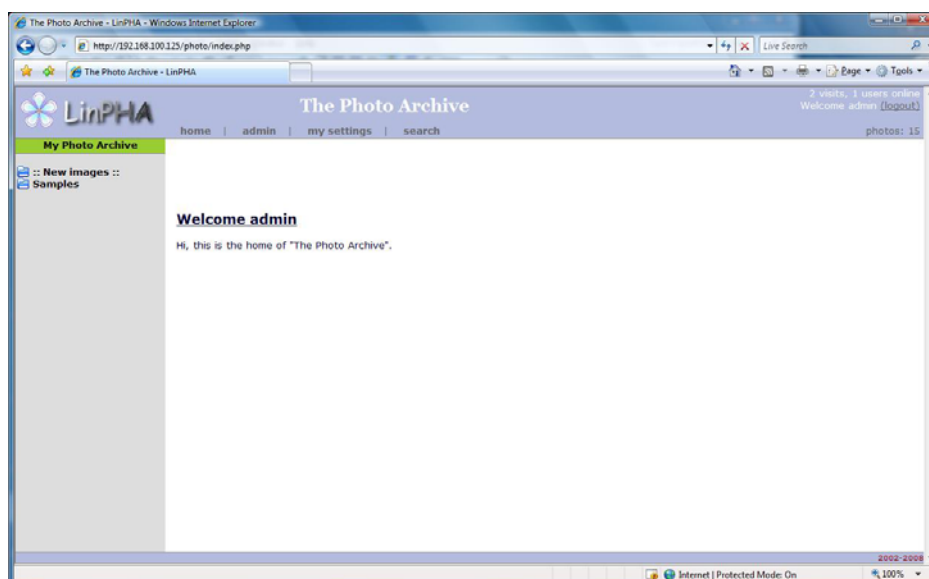 The Photo Archive - LinPHA - Windows Internet Explorer
http://192.168.100.125/photo/index.php
Live Search
The Photo Archive - LinPHA
Page
Tools
LinPHA
The Photo Archive
2 visits, 1 users online
Welcome admin (logout)
home | admin | my settings | search
photos: 15
My Photo Archive
:: New images ::
Samples
Welcome admin
Hi, this is the home of "The Photo Archive".
2002-2008
Internet | Protected Mode: On
100%